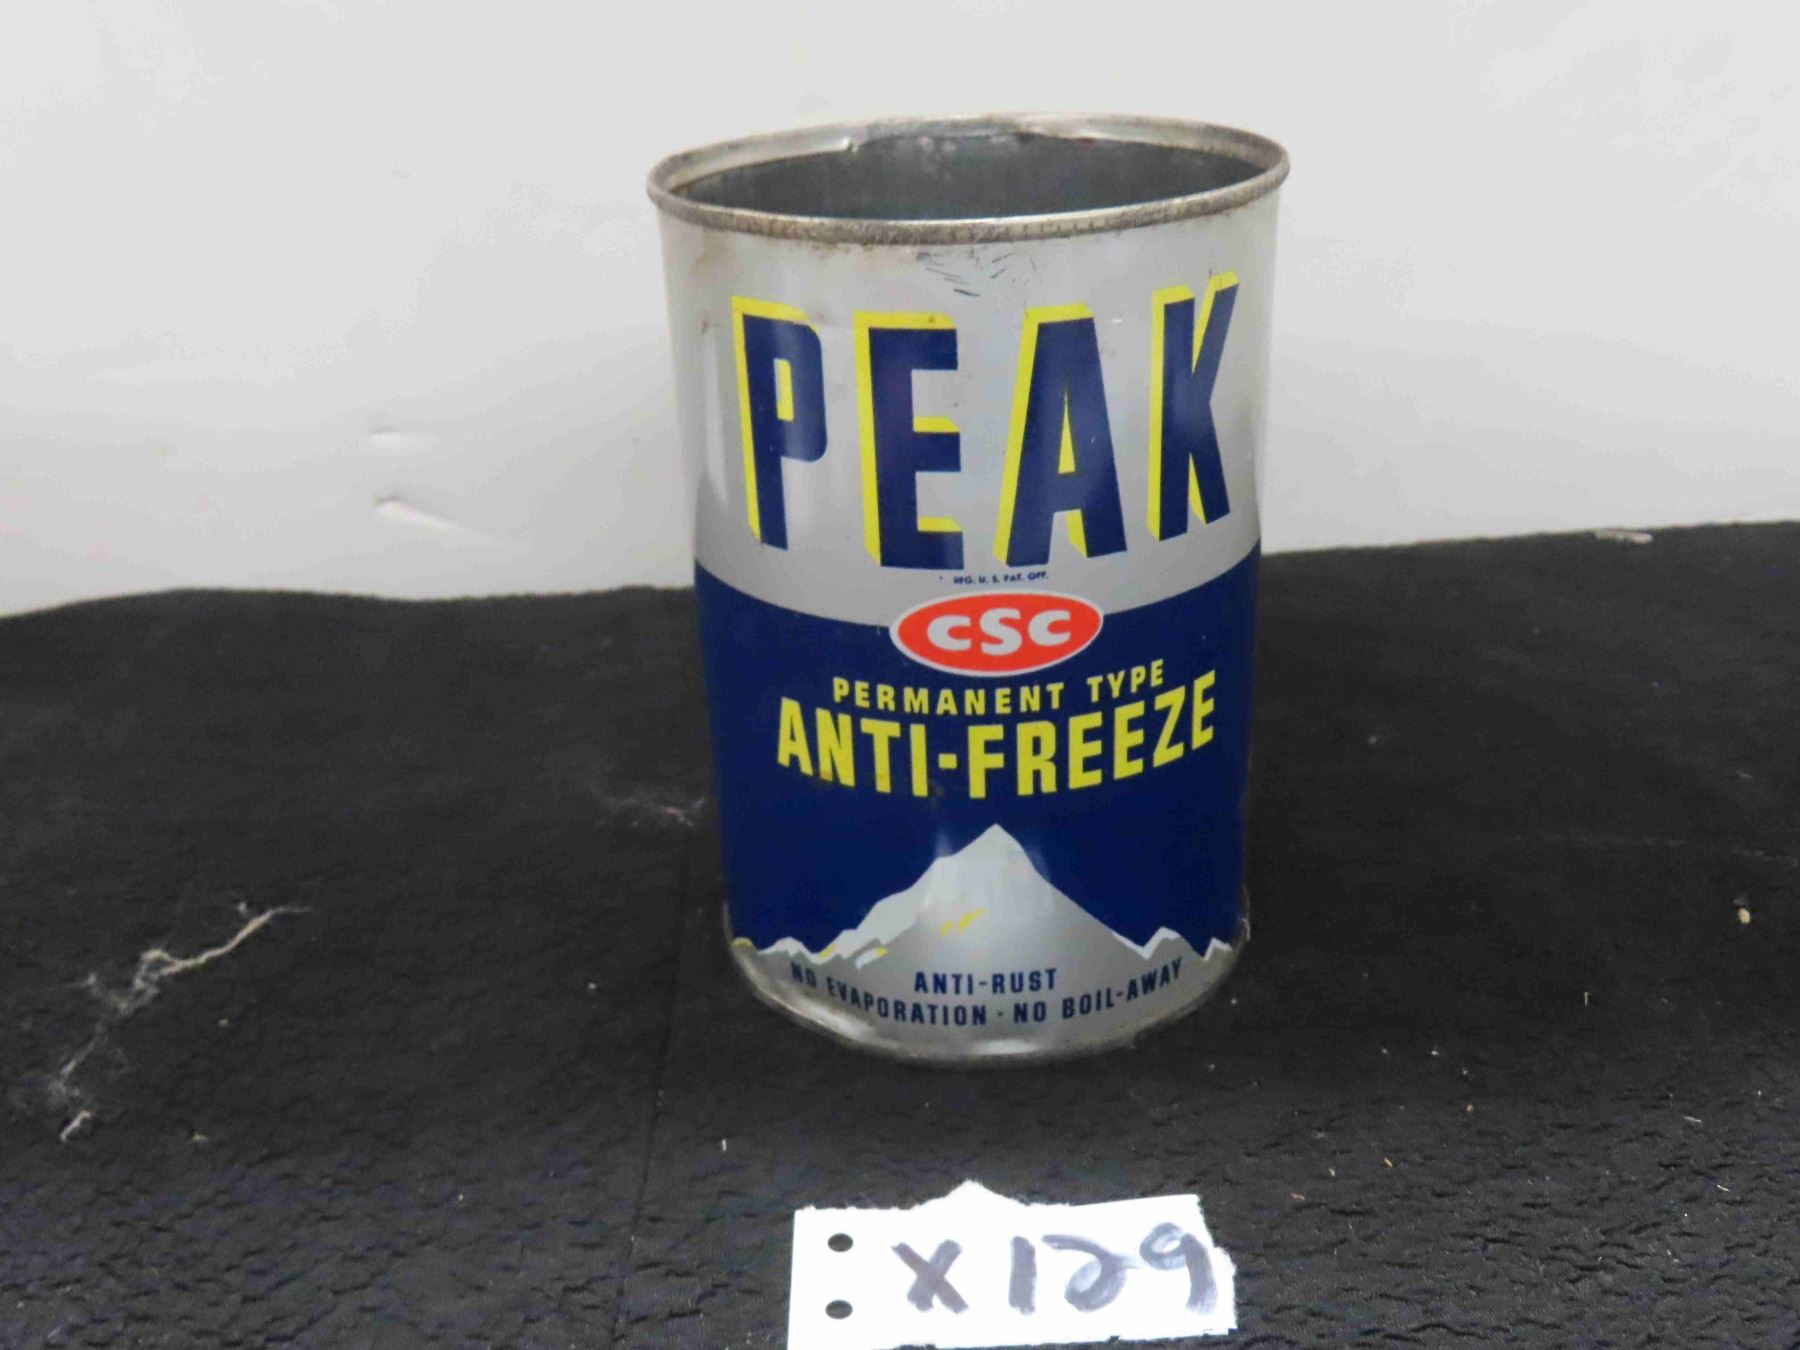 PEAK
REG. U. S. PAT. OFF.
CSC
PERMANENT TYPE
ANTI-FREEZE
ANTI-RUST
NO EVAPORATION · NO BOIL-AWAY
X129